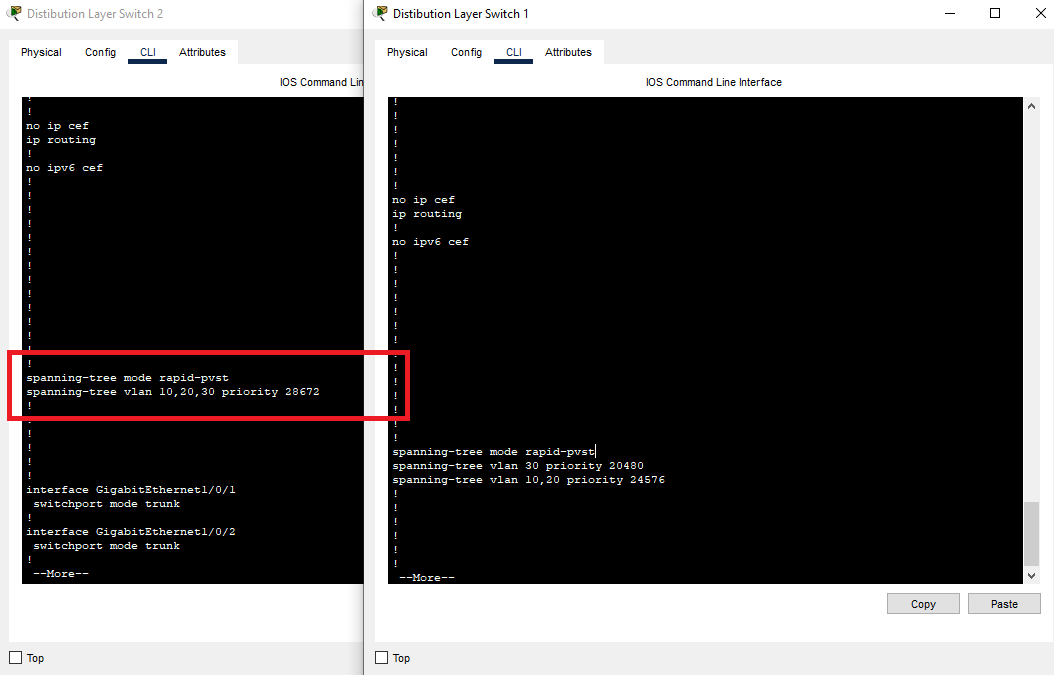 Distibution Layer Switch 2
Physical Config CLI Attributes
IOS Command Lin
!
!
no ip cef
ip routing
!
no ipv6 cef
!
!
!
!
!
!
!
!
!
!
!
!
!
!
spanning-tree mode rapid-pvst
spanning-tree vlan 10,20,30 priority 28672
!
!
!
!
!
!
interface GigabitEthernet1/0/1
switchport mode trunk
!
interface GigabitEthernet1/0/2
switchport mode trunk
!
--More--
Top
Distibution Layer Switch 1
Physical Config CLI Attributes
IOS Command Line Interface
!
!
!
!
!
!
!
no ip cef
ip routing
!
no ipv6 cef
!
!
!
!
!
!
!
!
!
!
!
!
!
!
spanning-tree mode rapid-pvst
spanning-tree vlan 30 priority 20480
spanning-tree vlan 10,20 priority 24576
!
!
!
!
!
!
--More--
Copy Paste
Top